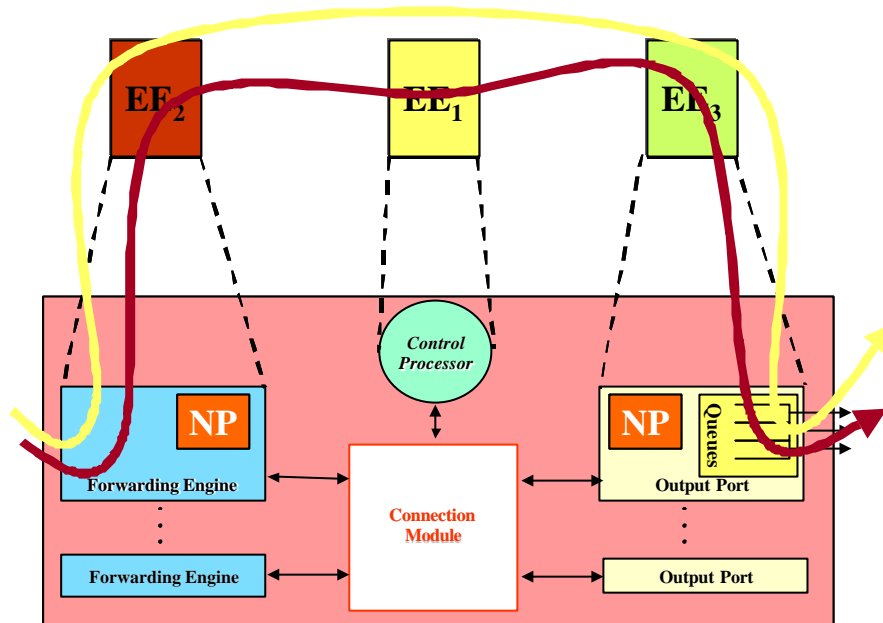 EE2
EE1
EE3
Control
Processor
NP
Forwarding Engine
NP
Queues
Output Port
Connection
Module
Forwarding Engine
Output Port